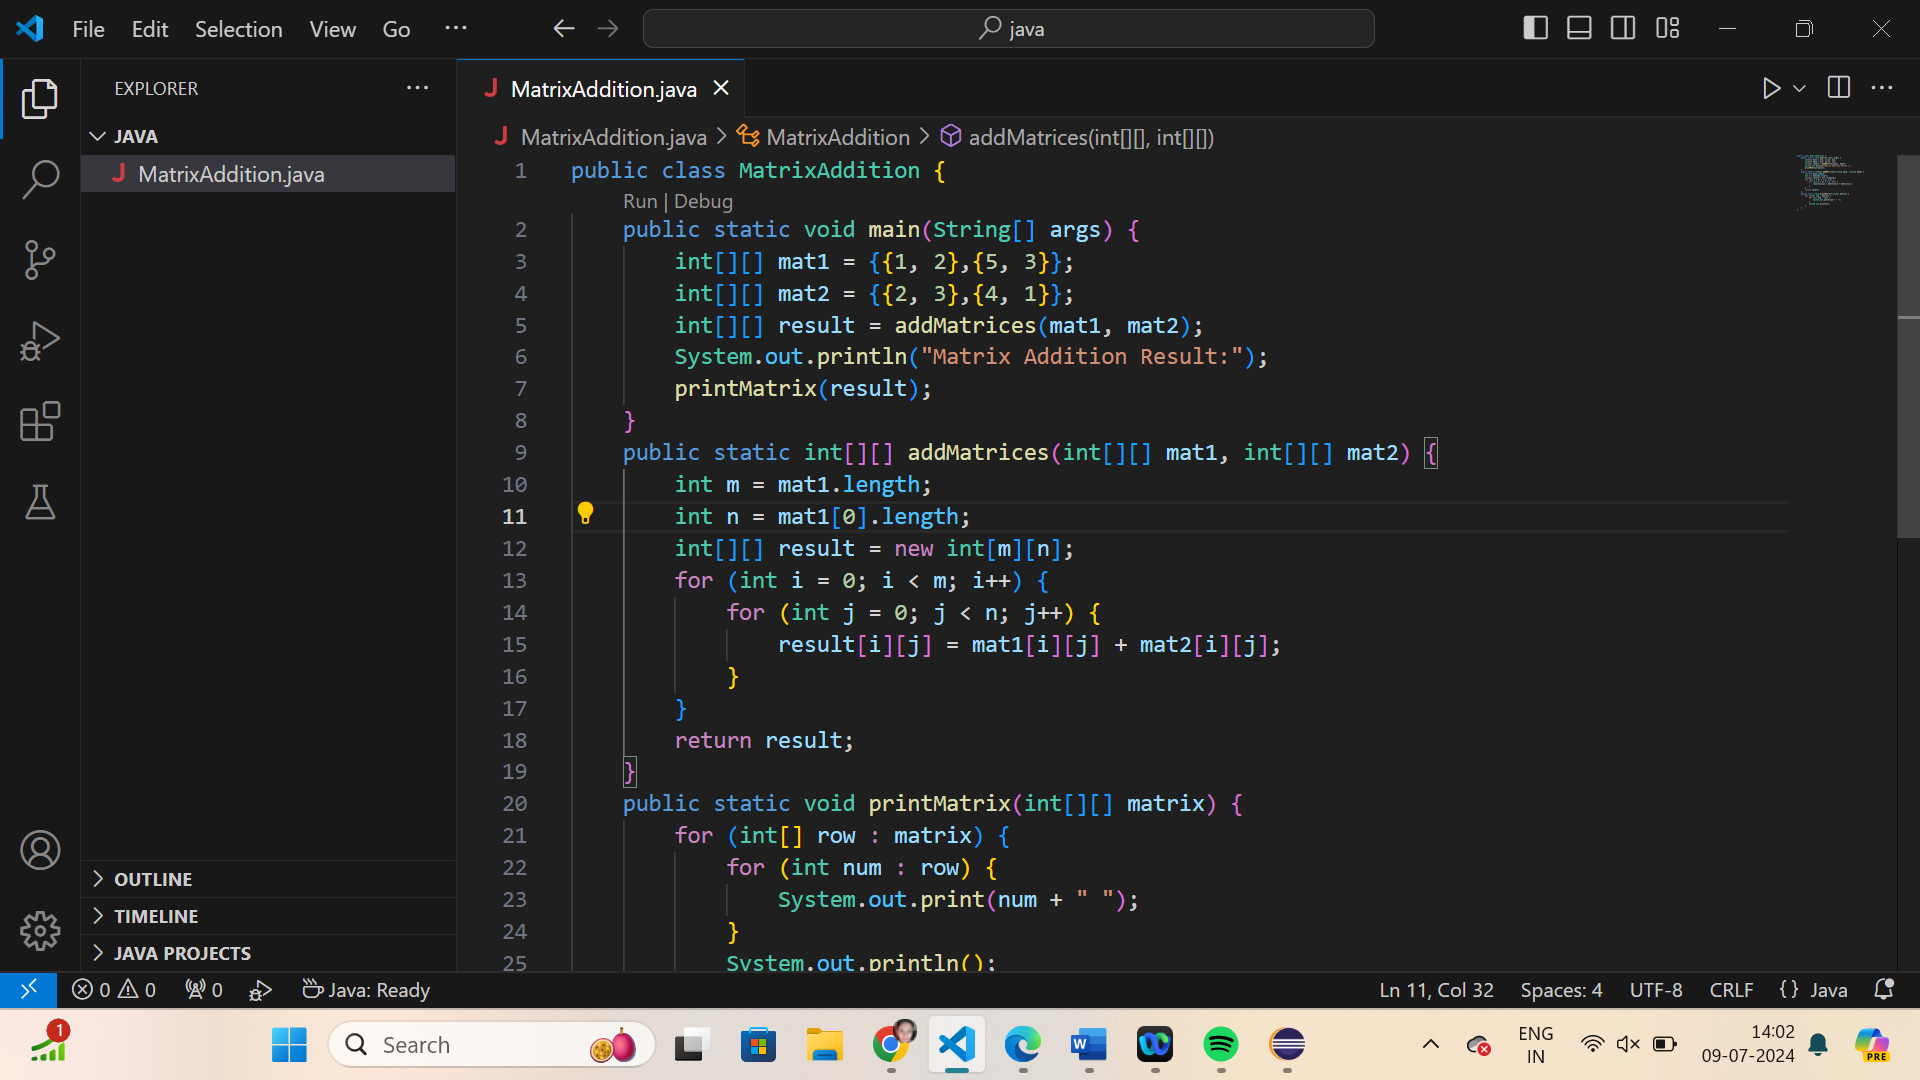 File Edit Selection View Go ··· java
EXPLORER ···
JAVA
J MatrixAddition.java
OUTLINE
TIMELINE
JAVA PROJECTS
J MatrixAddition.java
J MatrixAddition.java > MatrixAddition > addMatrices(int[][], int[][])
1 public class MatrixAddition {
Run | Debug
2 public static void main(String[] args) {
3 int[][] mat1 = {{1, 2},{5, 3}};
4 int[][] mat2 = {{2, 3},{4, 1}};
5 int[][] result = addMatrices(mat1, mat2);
6 System.out.println("Matrix Addition Result:");
7 printMatrix(result);
8 }
9 public static int[][] addMatrices(int[][] mat1, int[][] mat2) {
10 int m = mat1.length;
11 int n = mat1[0].length;
12 int[][] result = new int[m][n];
13 for (int i = 0; i < m; i++) {
14 for (int j = 0; j < n; j++) {
15 result[i][j] = mat1[i][j] + mat2[i][j];
16 }
17 }
18 return result;
19 }
20 public static void printMatrix(int[][] matrix) {
21 for (int[] row : matrix) {
22 for (int num : row) {
23 System.out.print(num + " ");
24 }
25 System.out.println();
0 0 0 Java: Ready Ln 11, Col 32 Spaces: 4 UTF-8 CRLF {} Java
1 Search ENG IN 14:02 09-07-2024 PRE